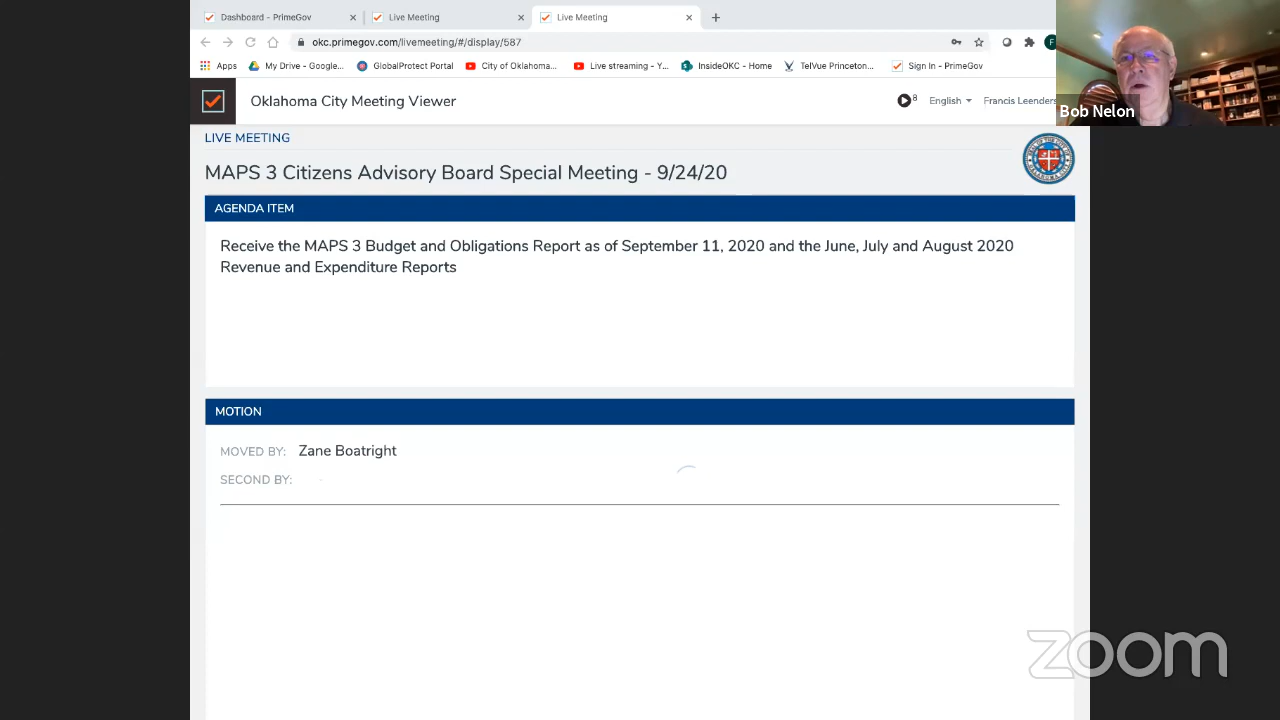 Dashboard - PrimeGov
Live Meeting
Live Meeting
okc.primegov.com/livemeeting/#/display/587
Apps
My Drive - Google...
GlobalProtect Portal
City of Oklahoma...
Live streaming - Y...
InsideOKC - Home
TelVue Princeton...
Sign In - PrimeGov
Oklahoma City Meeting Viewer
8
English
Francis Leenders
Bob Nelon
LIVE MEETING
MAPS 3 Citizens Advisory Board Special Meeting - 9/24/20
AGENDA ITEM
Receive the MAPS 3 Budget and Obligations Report as of September 11, 2020 and the June, July and August 2020
Revenue and Expenditure Reports
MOTION
MOVED BY: Zane Boatright
SECOND BY:
zoom